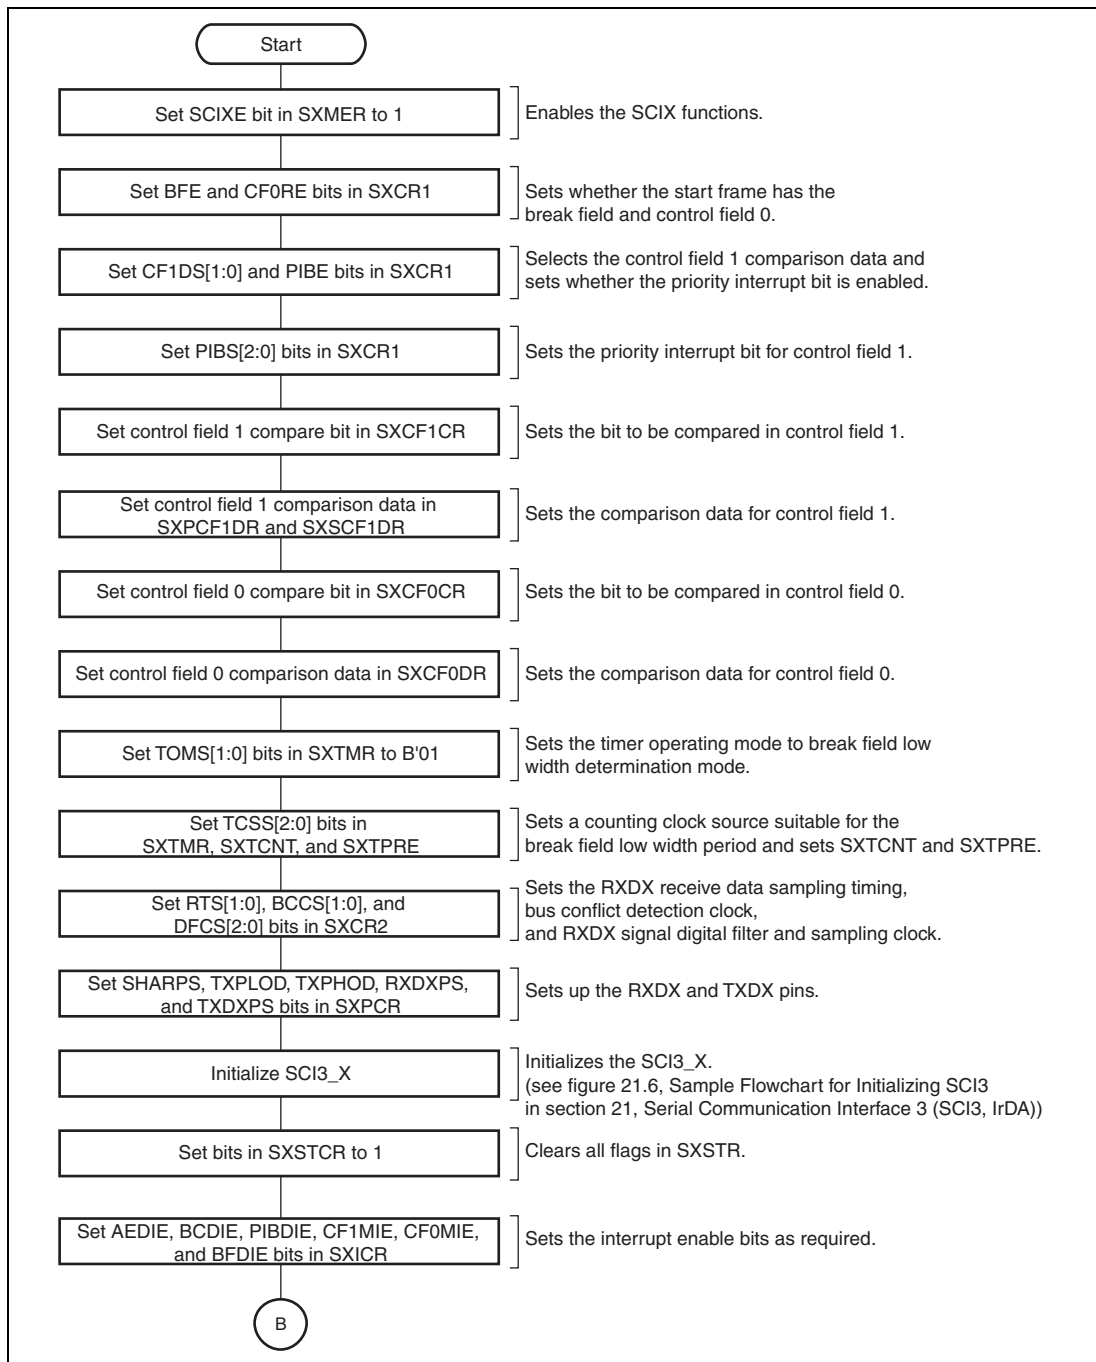 Start
Set SCIXE bit in SXMER to 1
Enables the SCIX functions.
Set BFE and CF0RE bits in SXCR1
Sets whether the start frame has the
break field and control field 0.
Set CF1DS[1:0] and PIBE bits in SXCR1
Selects the control field 1 comparison data and
sets whether the priority interrupt bit is enabled.
Set PIBS[2:0] bits in SXCR1
Sets the priority interrupt bit for control field 1.
Set control field 1 compare bit in SXCF1CR
Sets the bit to be compared in control field 1.
Set control field 1 comparison data in
SXPCF1DR and SXSCF1DR
Sets the comparison data for control field 1.
Set control field 0 compare bit in SXCF0CR
Sets the bit to be compared in control field 0.
Set control field 0 comparison data in SXCF0DR
Sets the comparison data for control field 0.
Set TOMS[1:0] bits in SXTMR to B'01
Sets the timer operating mode to break field low
width determination mode.
Set TCSS[2:0] bits in
SXTMR, SXTCNT, and SXTPRE
Sets a counting clock source suitable for the
break field low width period and sets SXTCNT and SXTPRE.
Set RTS[1:0], BCCS[1:0], and
DFCS[2:0] bits in SXCR2
Sets the RXDX receive data sampling timing,
bus conflict detection clock,
and RXDX signal digital filter and sampling clock.
Set SHARPS, TXPLOD, TXPHOD, RXDXPS,
and TXDXPS bits in SXPCR
Sets up the RXDX and TXDX pins.
Initialize SCI3_X
Initializes the SCI3_X.
(see figure 21.6, Sample Flowchart for Initializing SCI3
in section 21, Serial Communication Interface 3 (SCI3, IrDA))
Set bits in SXSTCR to 1
Clears all flags in SXSTR.
Set AEDIE, BCDIE, PIBDIE, CF1MIE, CF0MIE,
and BFDIE bits in SXICR
Sets the interrupt enable bits as required.
B